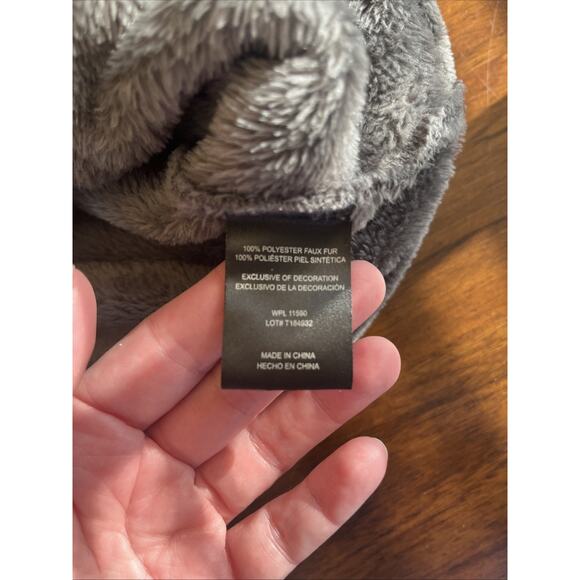 100% POLYESTER FAUX FUR
100% POLIÉSTER PIEL SINTÉTICA
EXCLUSIVE OF DECORATION
EXCLUSIVO DE LA DECORACIÓN
WPL 11590
LOT# T184932
MADE IN CHINA
HECHO EN CHINA